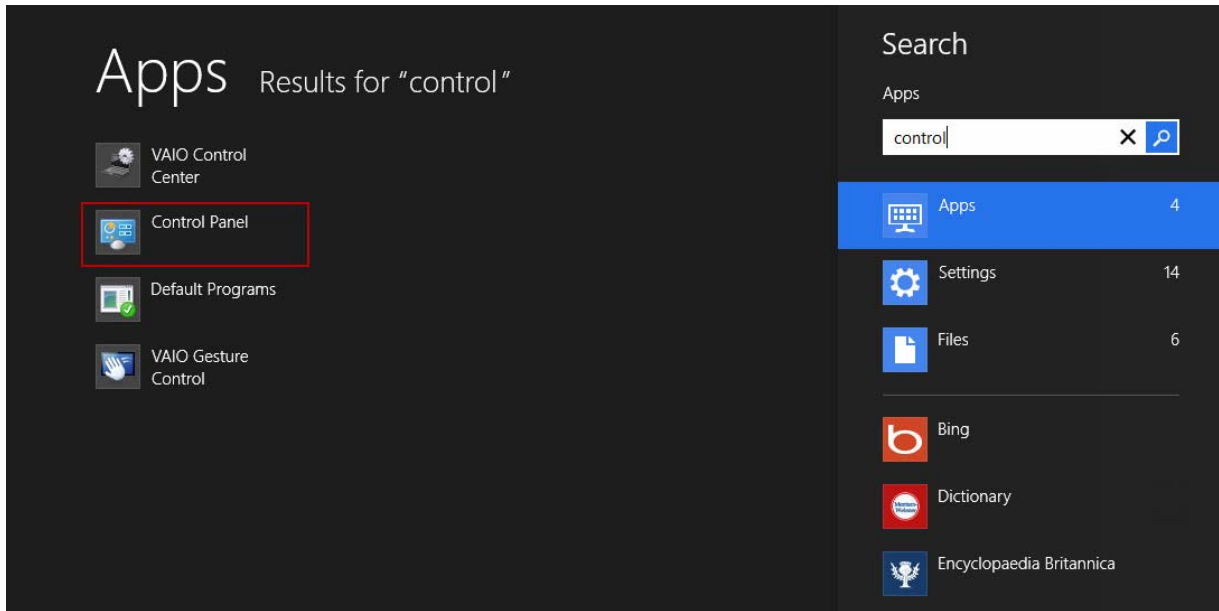 Apps Results for "control"
VAIO Control
Center
Control Panel
Default Programs
VAIO Gesture
Control
Search
Apps
control
Apps 4
Settings 14
Files 6
Bing
Dictionary
Encyclopaedia Britannica